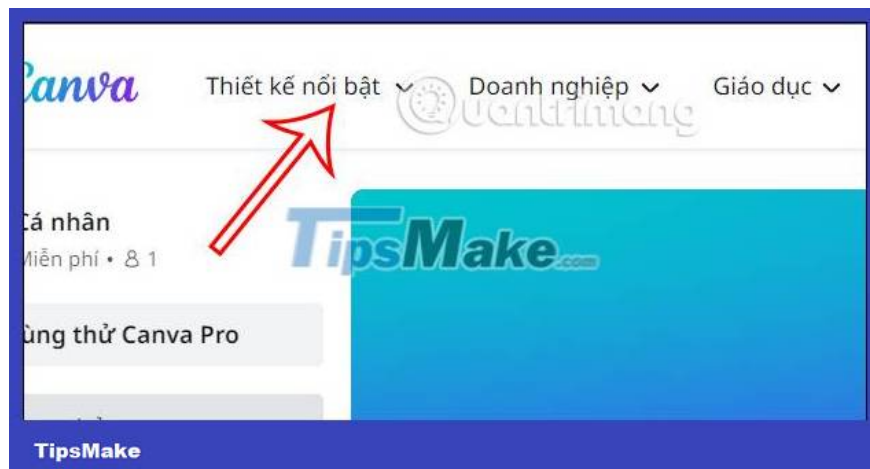 Canva
Thiết kế nổi bật Doanh nghiệp Giáo dục
Quantrimang
Cá nhân
Miễn phí • 1
TipsMake.com
ùng thử Canva Pro
TipsMake